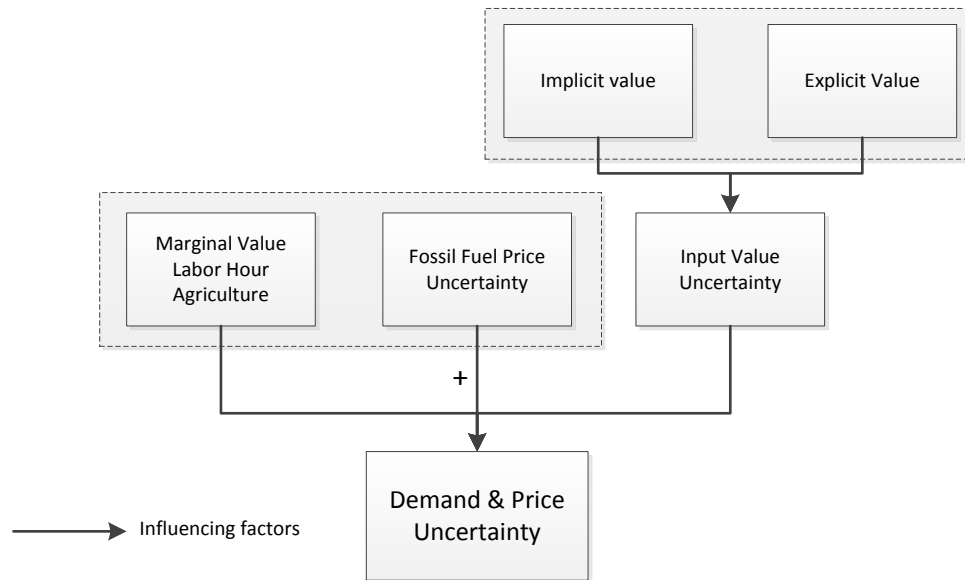 Implicit value
Explicit Value
Marginal Value
Labor Hour
Agriculture
Fossil Fuel Price
Uncertainty
Input Value
Uncertainty
+
Demand & Price
Uncertainty
Influencing factors